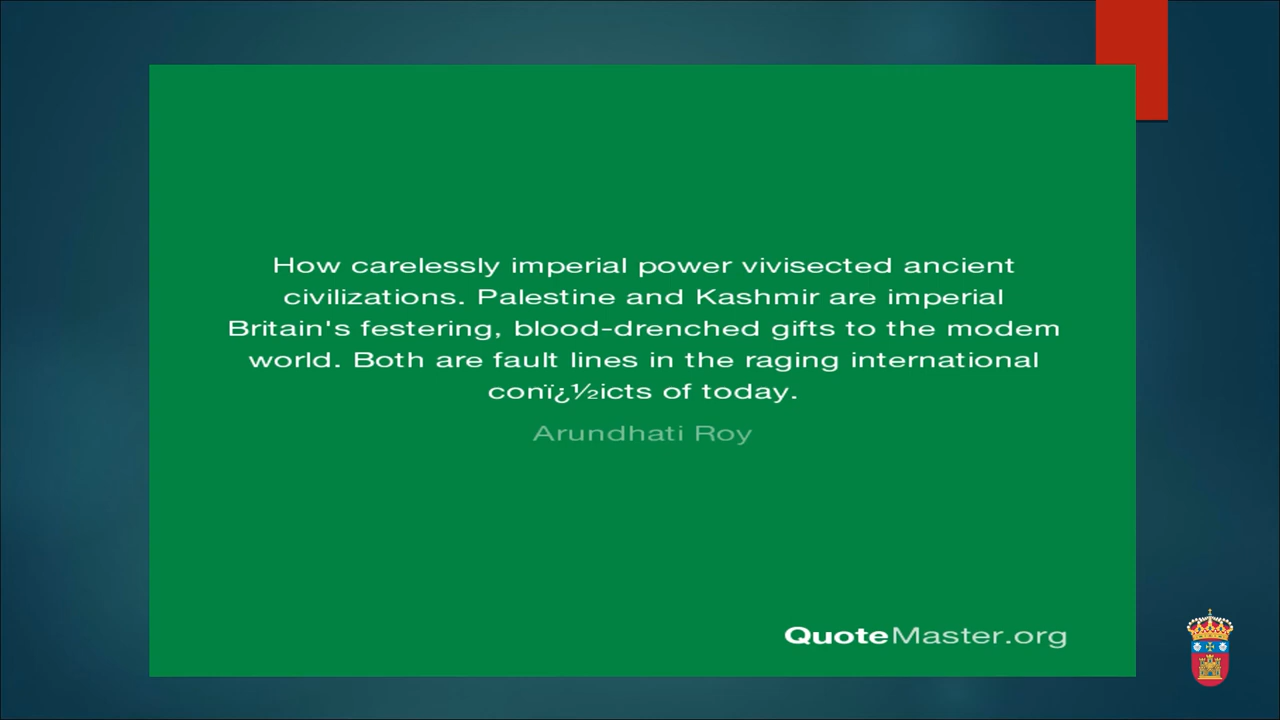 How carelessly imperial power vivisected ancient
civilizations. Palestine and Kashmir are imperial
Britain's festering, blood-drenched gifts to the modem
world. Both are fault lines in the raging international
conï¿½icts of today.
Arundhati Roy
QuoteMaster.org